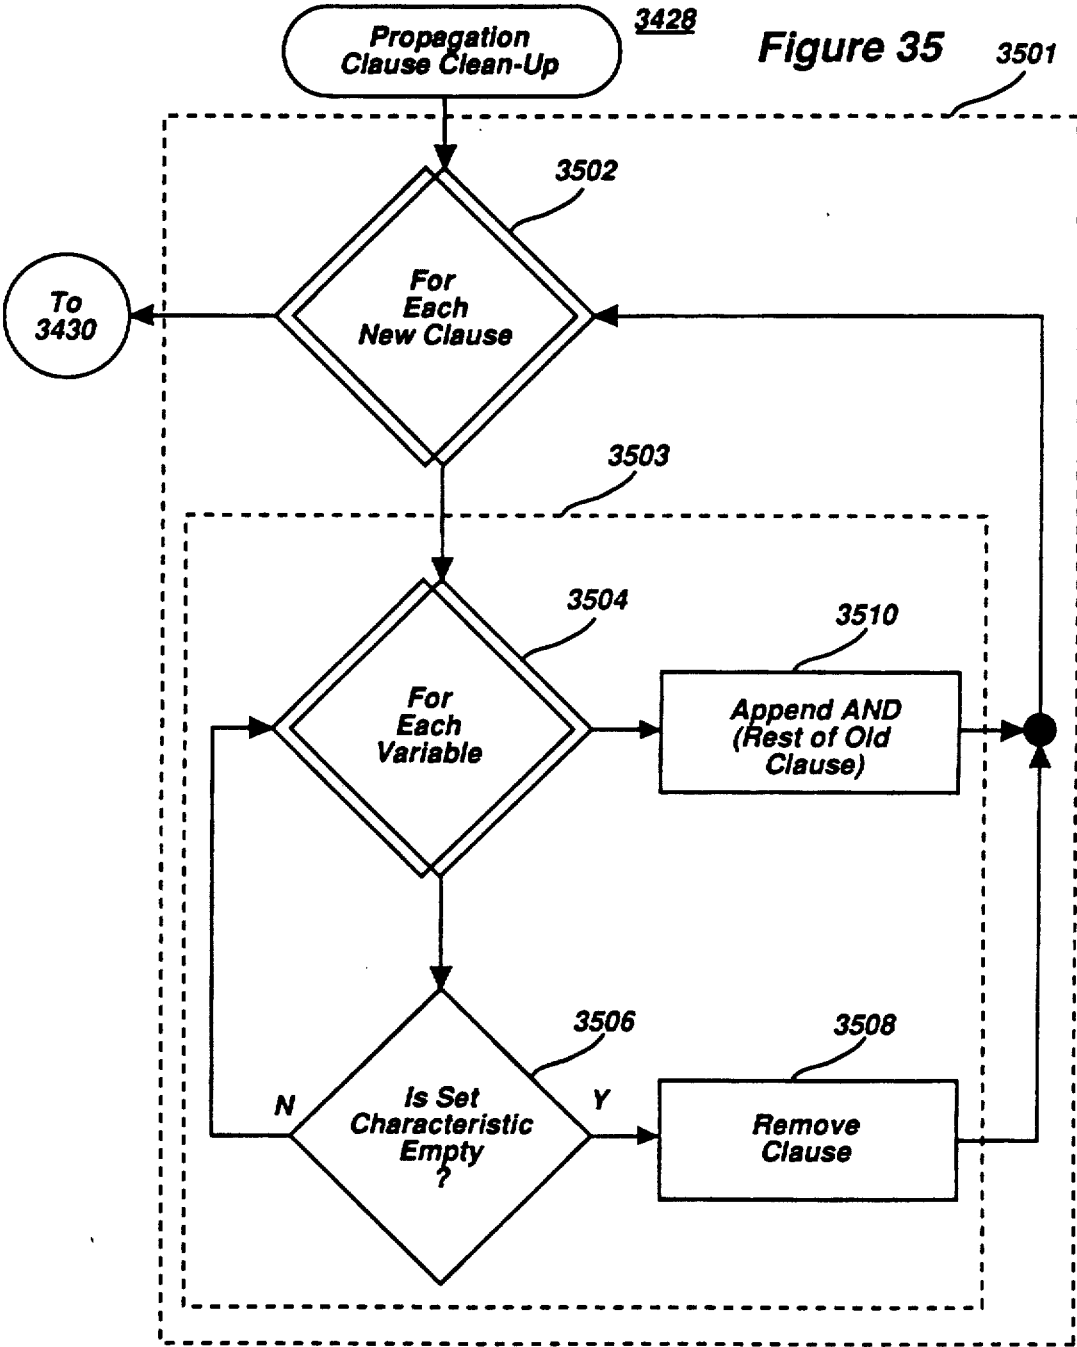 Propagation
Clause Clean-Up
3428
Figure 35
3501
3502
For
Each
New Clause
To
3430
3503
3504
For
Each
Variable
3510
Append AND
(Rest of Old
Clause)
3506
Is Set
Characteristic
Empty
?
N
Y
3508
Remove
Clause